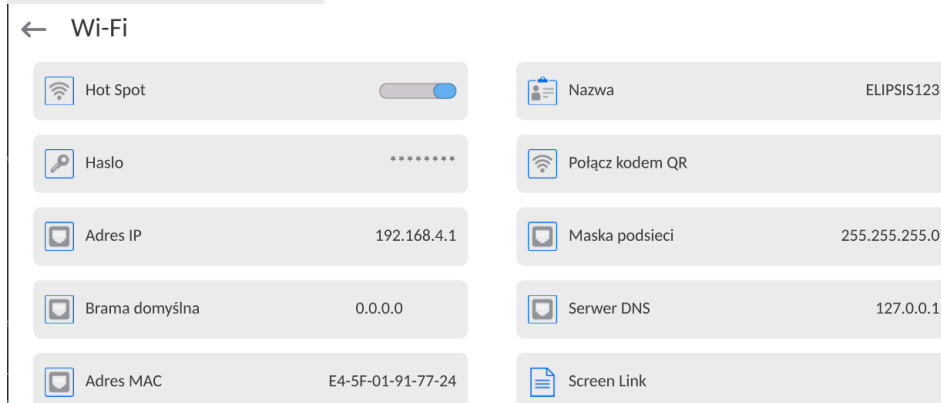 Wi-Fi
Hot Spot
Nazwa ELIPSIS123
Haslo ********
Połącz kodem QR
Adres IP 192.168.4.1
Maska podsieci 255.255.255.0
Brama domyślna 0.0.0.0
Serwer DNS 127.0.0.1
Adres MAC E4-5F-01-91-77-24
Screen Link